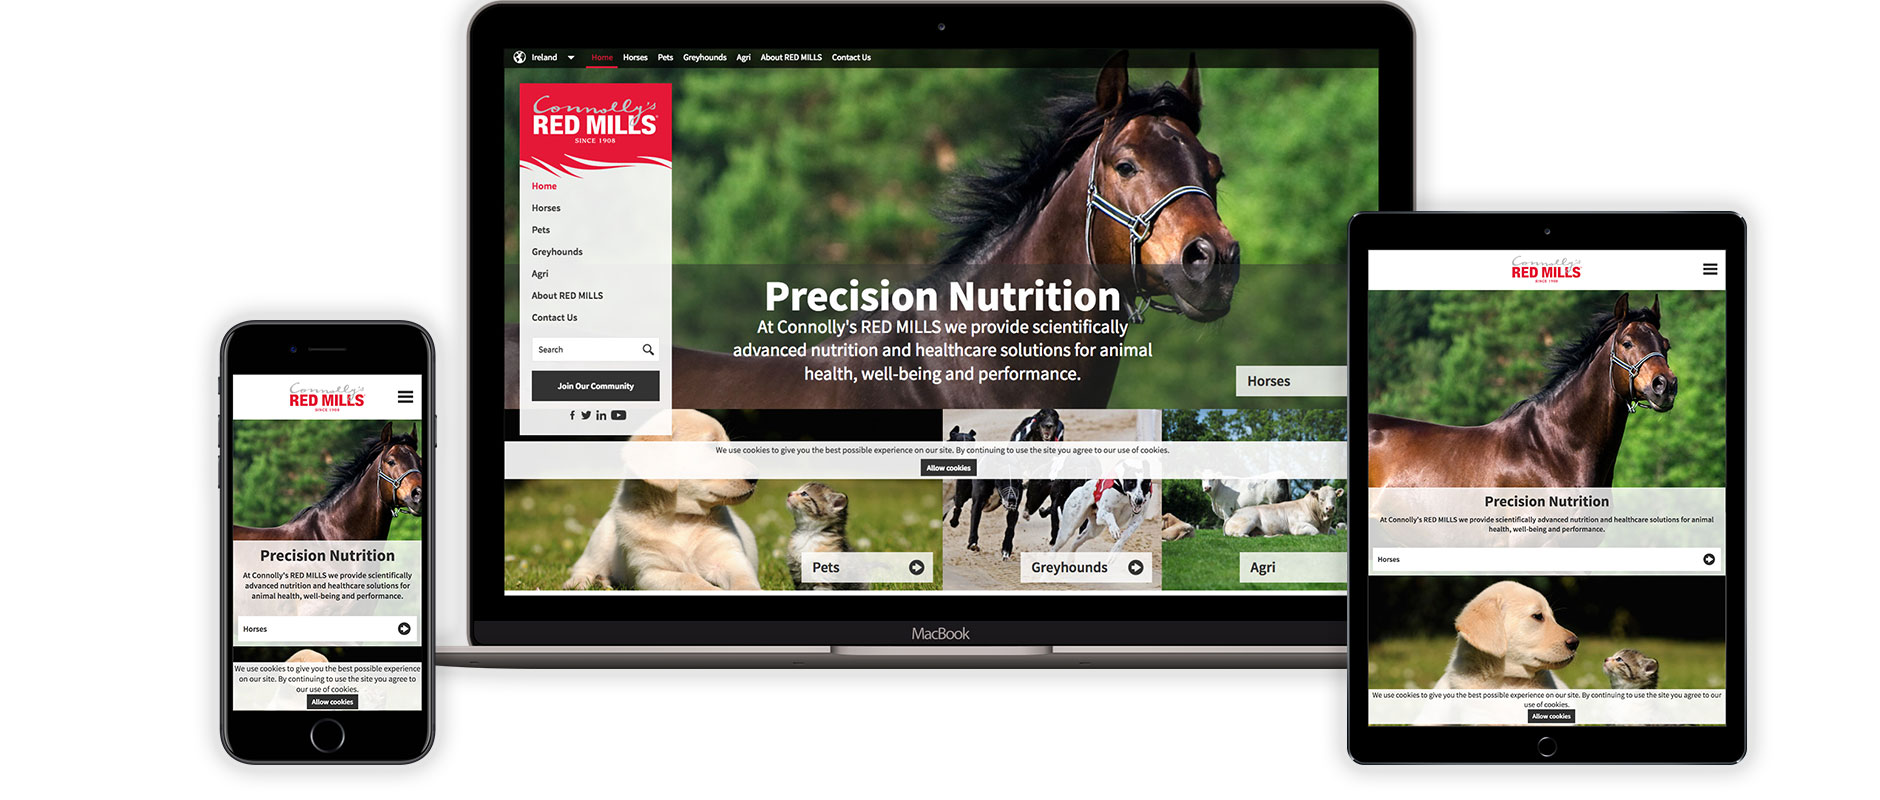 Ireland
Home Horses Pets Greyhounds Agri About RED MILLS Contact Us
Connolly's
RED MILLS
SINCE 1908
Home
Horses
Pets
Greyhounds
Agri
About RED MILLS
Contact Us
Search
Join Our Community
Precision Nutrition
At Connolly's RED MILLS we provide scientifically
advanced nutrition and healthcare solutions for animal
health, well-being and performance.
Horses
We use cookies to give you the best possible experience on our site. By continuing to use the site you agree to our use of cookies.
Allow cookies
Pets
Greyhounds
Agri
MacBook
Connolly's
RED MILLS
SINCE 1908
Precision Nutrition
At Connolly's RED MILLS we provide scientifically
advanced nutrition and healthcare solutions for
animal health, well-being and performance.
Horses
We use cookies to give you the best possible experience
on our site. By continuing to use the site you agree to
our use of cookies.
Allow cookies
Connolly's
RED MILLS
SINCE 1908
Precision Nutrition
At Connolly's RED MILLS we provide scientifically advanced nutrition and healthcare solutions for animal
health, well-being and performance.
Horses
We use cookies to give you the best possible experience on our site. By continuing to use the site you agree to our
use of cookies.
Allow cookies